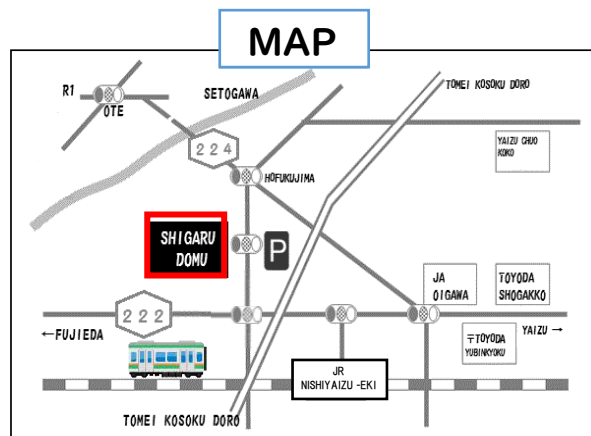 MAP
R1
OTE
SETOGAWA
TOMEI KOSOKU DORO
224
HOFUKUJIMA
YAIZU CHUO
KOKO
SHIGARU
DOMU
P
JA
OIGAWA
TOYODA
SHOGAKKO
222
←FUJIEDA
YAIZU →
〒TOYODA
YUBINKYOKU
JR
NISHIYAIZU -EKI
TOMEI KOSOKU DORO